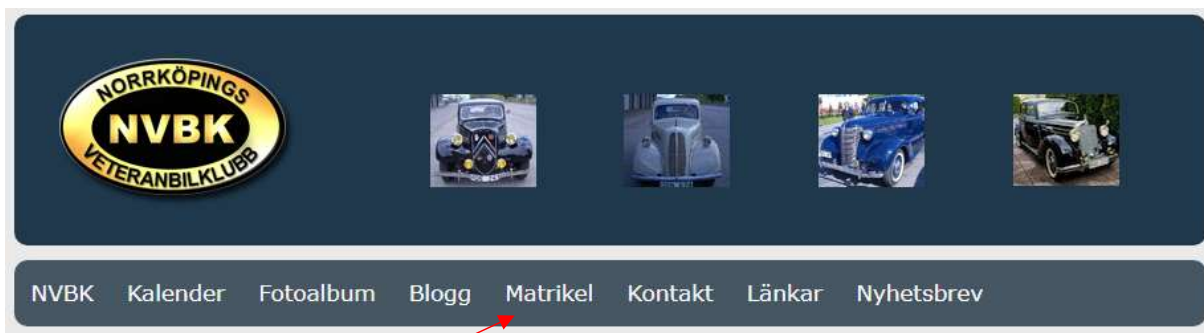 NORRKÖPINGS
NVBK
VETERANBILKLUBB
NVBK Kalender Fotoalbum Blogg Matrikel Kontakt Länkar Nyhetsbrev